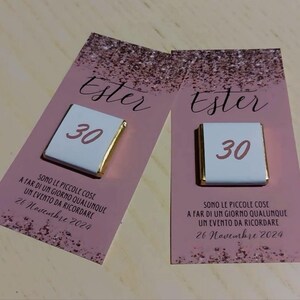 Ester
30
SONO LE PICCOLE COSE
A FAR DI UN GIORNO QUALUNQUE
UN EVENTO DA RICORDARE
26 Novembre 2024
Ester
30
SONO LE PICCOLE COSE
A FAR DI UN GIORNO QUALUNQUE
UN EVENTO DA RICORDARE
26 Novembre 2024